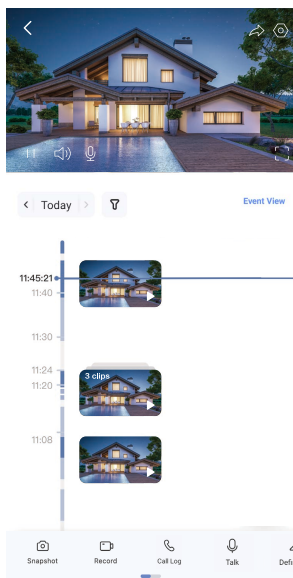 Today
Event View
11:45:21
11:40
11:30
11:24
3 clips
11:20
11:08
Snapshot
Record
Call Log
Talk
Defi